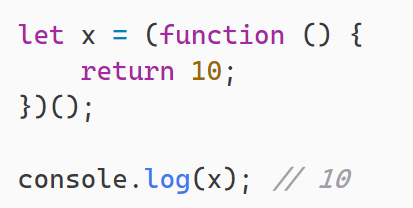 let x = (function () {
    return 10;
})();

console.log(x); // 10